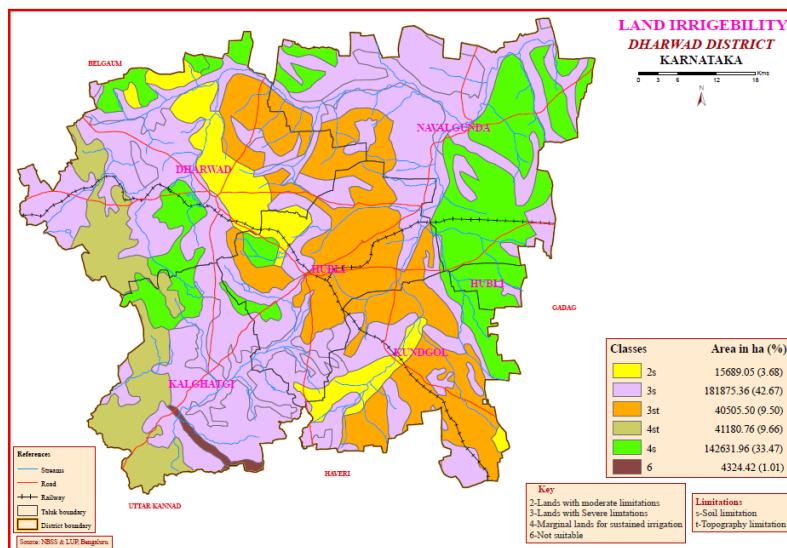 LAND IRRIGEBILITY
DHARWAD DISTRICT
KARNATAKA
0 3 6 12 18 Kms
N
BELGAUM
NAVALGUNDA
DHARWAD
HUBLI
HUBLI
GADAG
KUNDGOL
KALGHATGI
HAVERI
UTTAR KANNAD
Classes Area in ha (%)
2s 15689.05 (3.68)
3s 181875.36 (42.67)
3st 40505.50 (9.50)
4st 41180.76 (9.66)
4s 142631.96 (33.47)
6 4324.42 (1.01)
References
Streams
Road
Railway
Taluk boundary
District boundary
Source: NBSS & LUP, Bengaluru
Key
2-Lands with moderate limitations
3-Lands with Severe limtations
4-Marginal lands for sustained irrigation
6-Not suitable
Limitations
s-Soil limitation
t-Topography limitation